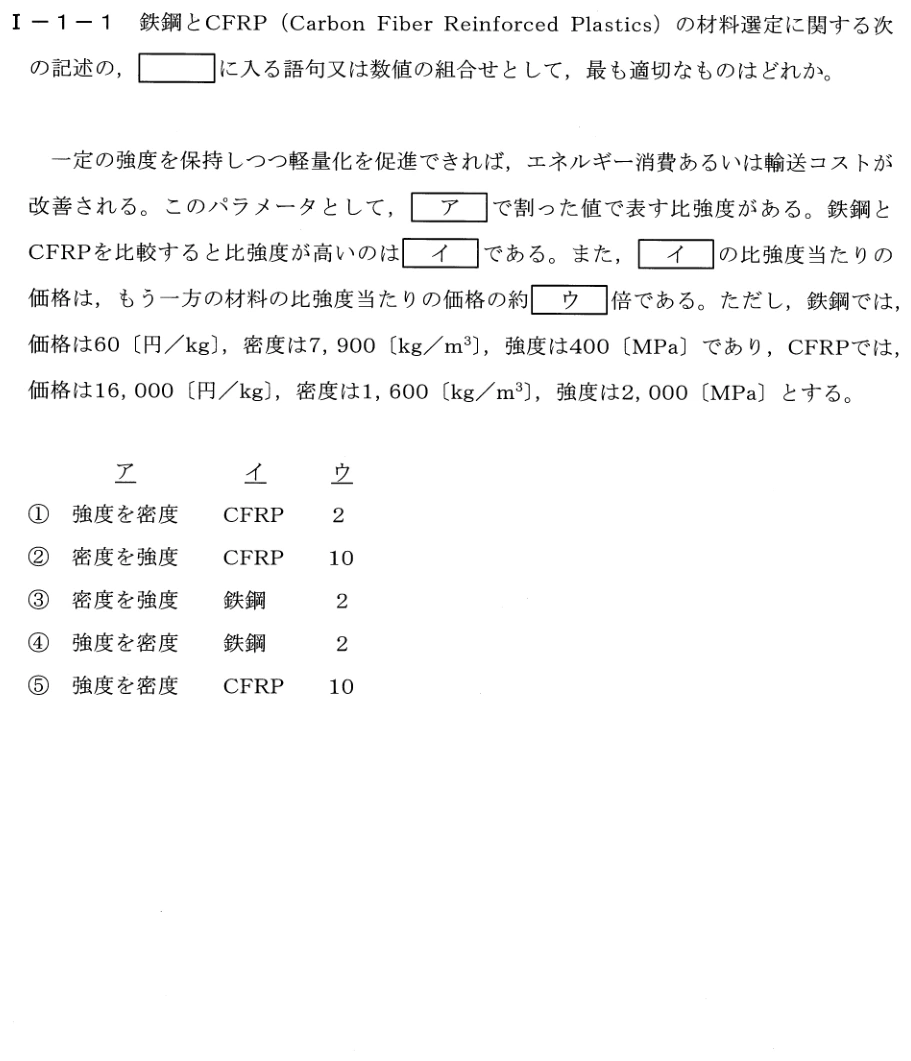 Ⅰ－1－1　鉄鋼とCFRP（Carbon Fiber Reinforced Plastics）の材料選定に関する次
の記述の，　　　に入る語句又は数値の組合せとして，最も適切なものはどれか。
一定の強度を保持しつつ軽量化を促進できれば，エネルギー消費あるいは輸送コストが
改善される。このパラメータとして，　ア　で割った値で表す比強度がある。鉄鋼と
CFRPを比較すると比強度が高いのは　イ　である。また，　イ　の比強度当たりの
価格は，もう一方の材料の比強度当たりの価格の約　ウ　倍である。ただし，鉄鋼では，
価格は60〔円／kg〕，密度は7，900〔kg／m³〕，強度は400〔MPa〕であり，CFRPでは，
価格は16，000〔円／kg〕，密度は1，600〔kg／m³〕，強度は2，000〔MPa〕とする。
ア　イ　ウ
①　強度を密度　CFRP　2
②　密度を強度　CFRP　10
③　密度を強度　鉄鋼　2
④　強度を密度　鉄鋼　2
⑤　強度を密度　CFRP　10